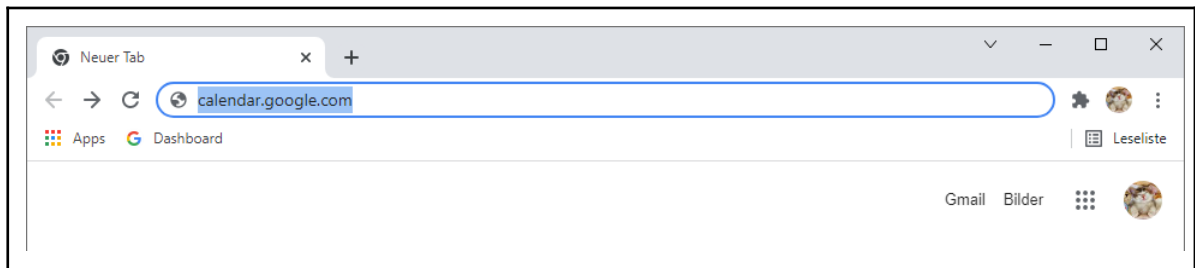 Neuer Tab
calendar.google.com
Apps Dashboard Leseliste
Gmail Bilder